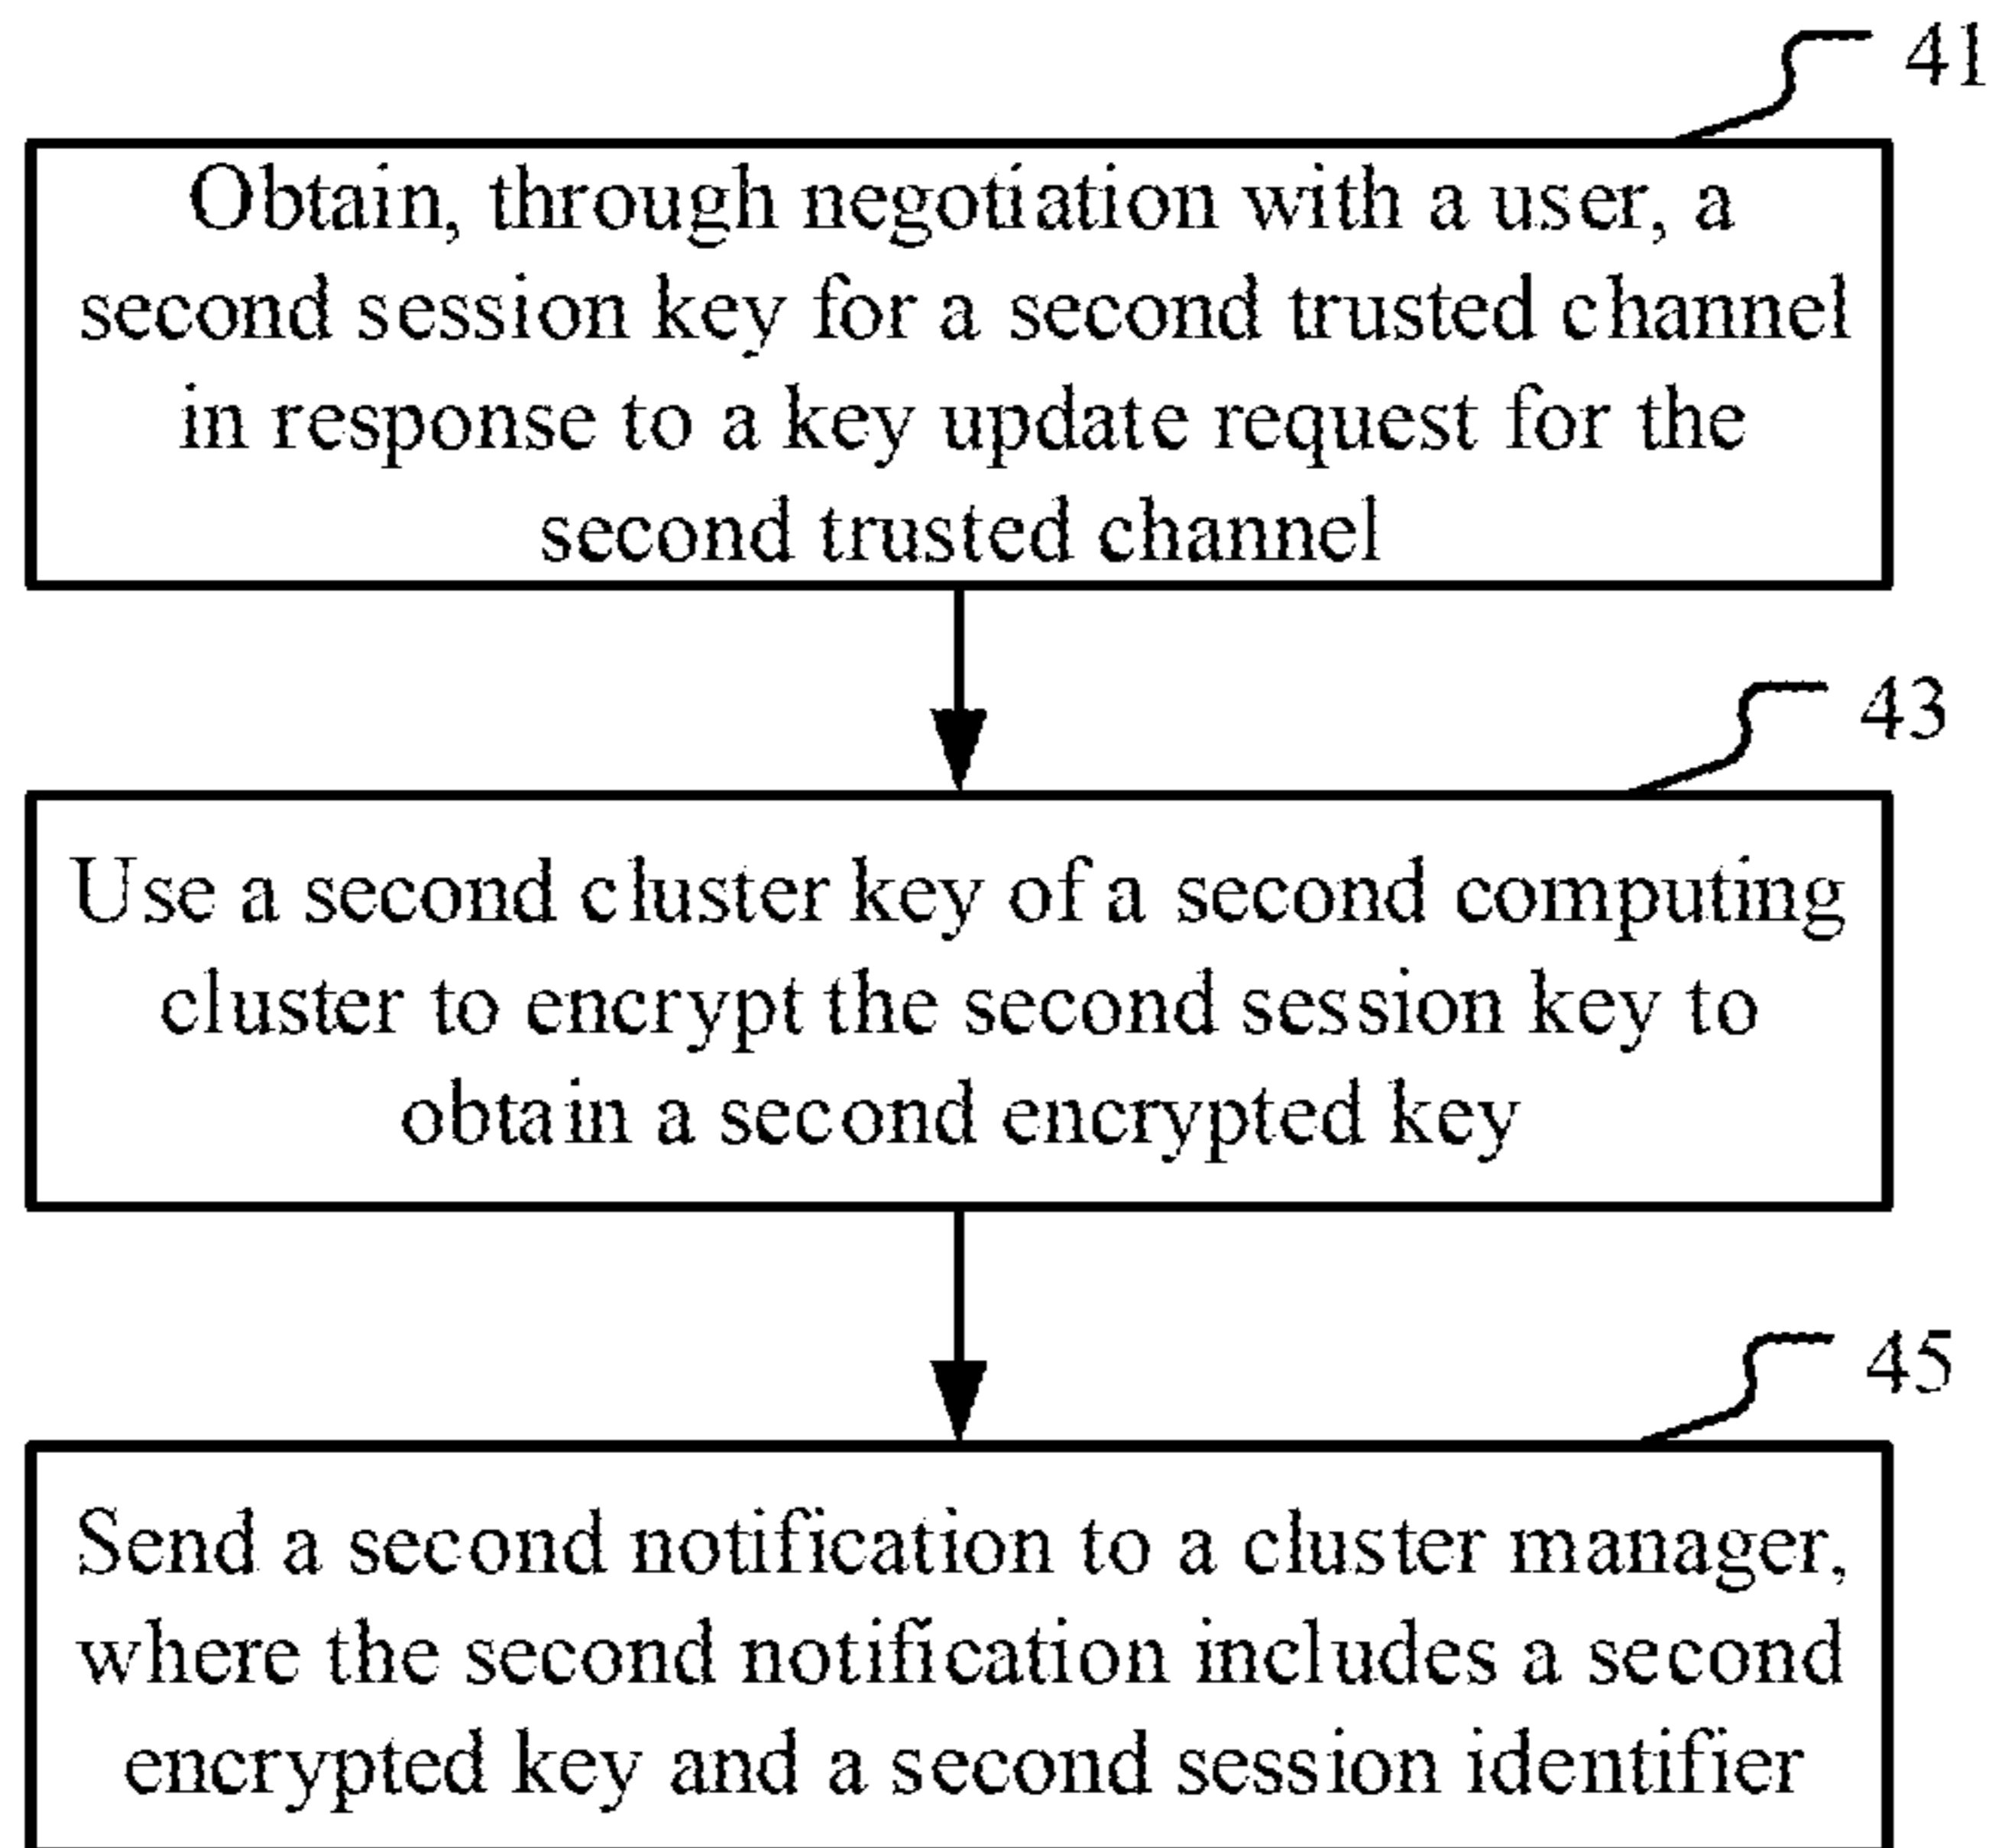 41
Obtain, through negotiation with a user, a
second session key for a second trusted channel
in response to a key update request for the
second trusted channel
43
Use a second cluster key of a second computing
cluster to encrypt the second session key to
obtain a second encrypted key
45
Send a second notification to a cluster manager,
where the second notification includes a second
encrypted key and a second session identifier